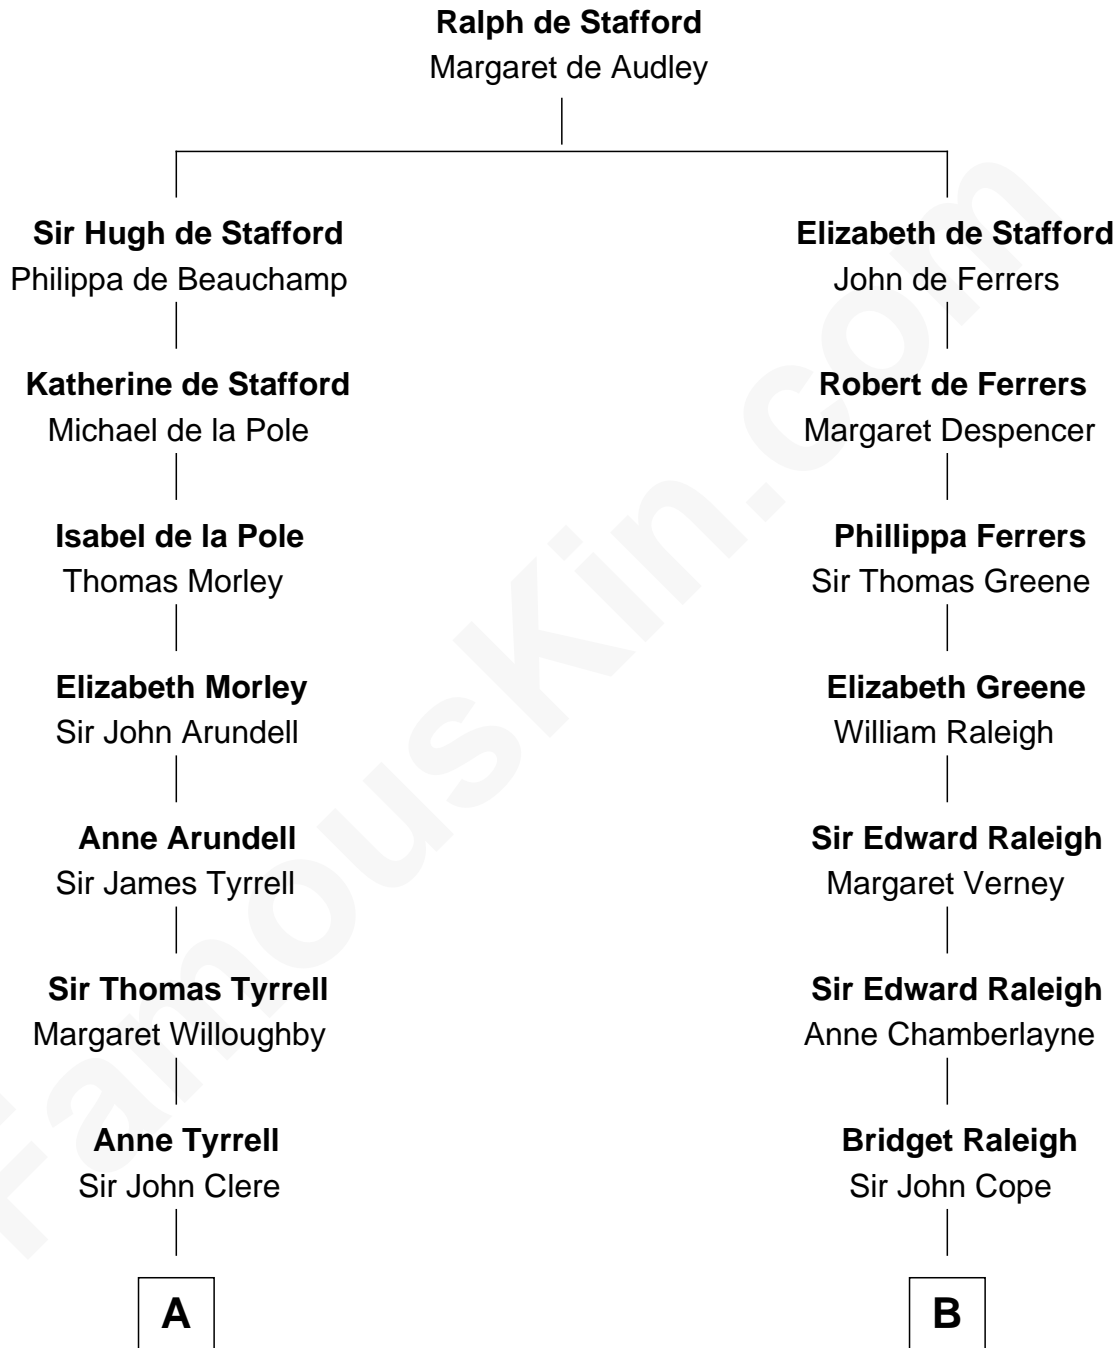 Ralph de Stafford
Margaret de Audley
Sir Hugh de Stafford
Philippa de Beauchamp
Katherine de Stafford
Michael de la Pole
Isabel de la Pole
Thomas Morley
Elizabeth Morley
Sir John Arundell
Anne Arundell
Sir James Tyrrell
Sir Thomas Tyrrell
Margaret Willoughby
Anne Tyrrell
Sir John Clere
A
Elizabeth de Stafford
John de Ferrers
Robert de Ferrers
Margaret Despencer
Phillippa Ferrers
Sir Thomas Greene
Elizabeth Greene
William Raleigh
Sir Edward Raleigh
Margaret Verney
Sir Edward Raleigh
Anne Chamberlayne
Bridget Raleigh
Sir John Cope
B
FamousKin.com